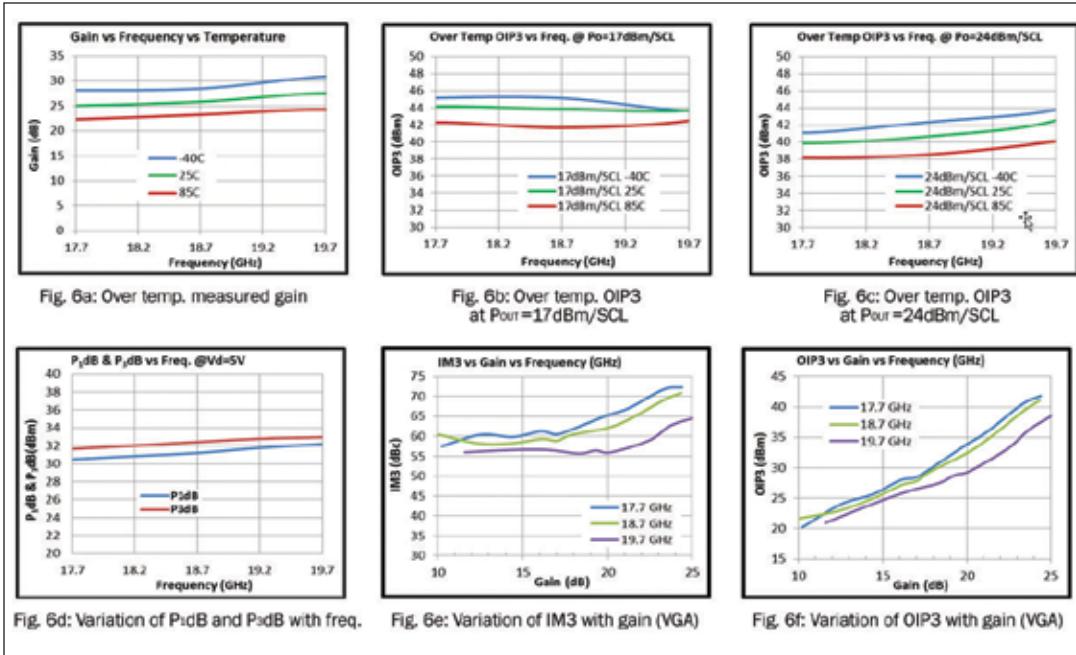 Gain vs Frequency vs Temperature
35
30
25
20
15
10
5
0
Gain (dB)
-40C
25C
85C
17.7 18.2 18.7 19.2 19.7
Frequency (GHz)
Fig. 6a: Over temp. measured gain
Over Temp OIP3 vs Freq. @ Po=17dBm/SCL
50
48
46
44
42
40
38
36
34
32
30
OIP3 (dBm)
17dBm/SCL -40C
17dBm/SCL 25C
17dBm/SCL 85C
17.7 18.2 18.7 19.2 19.7
Frequency (GHz)
Fig. 6b: Over temp. OIP3
at POUT=17dBm/SCL
Over Temp OIP3 vs Freq. @ Po=24dBm/SCL
50
48
46
44
42
40
38
36
34
32
30
OIP3 (dBm)
24dBm/SCL -40C
24dBm/SCL 25C
24dBm/SCL 85C
17.7 18.2 18.7 19.2 19.7
Frequency (GHz)
Fig. 6c: Over temp. OIP3
at POUT=24dBm/SCL
P₁dB & P₃dB vs Freq. @Vd=5V
40
38
36
34
32
30
28
26
24
22
20
P₁dB & P₃dB(dBm)
P1dB
P3dB
17.7 18.2 18.7 19.2 19.7
Frequency (GHz)
Fig. 6d: Variation of P1dB and P3dB with freq.
IM3 vs Gain vs Frequency (GHz)
75
70
65
60
55
50
45
40
35
30
IM3 (dBc)
17.7 GHz
18.7 GHz
19.7 GHz
10 15 20 25
Gain (dB)
Fig. 6e: Variation of IM3 with gain (VGA)
OIP3 vs Gain vs Frequency (GHz)
45
40
35
30
25
20
15
OIP3 (dBm)
17.7 GHz
18.7 GHz
19.7 GHz
10 15 20 25
Gain (dB)
Fig. 6f: Variation of OIP3 with gain (VGA)